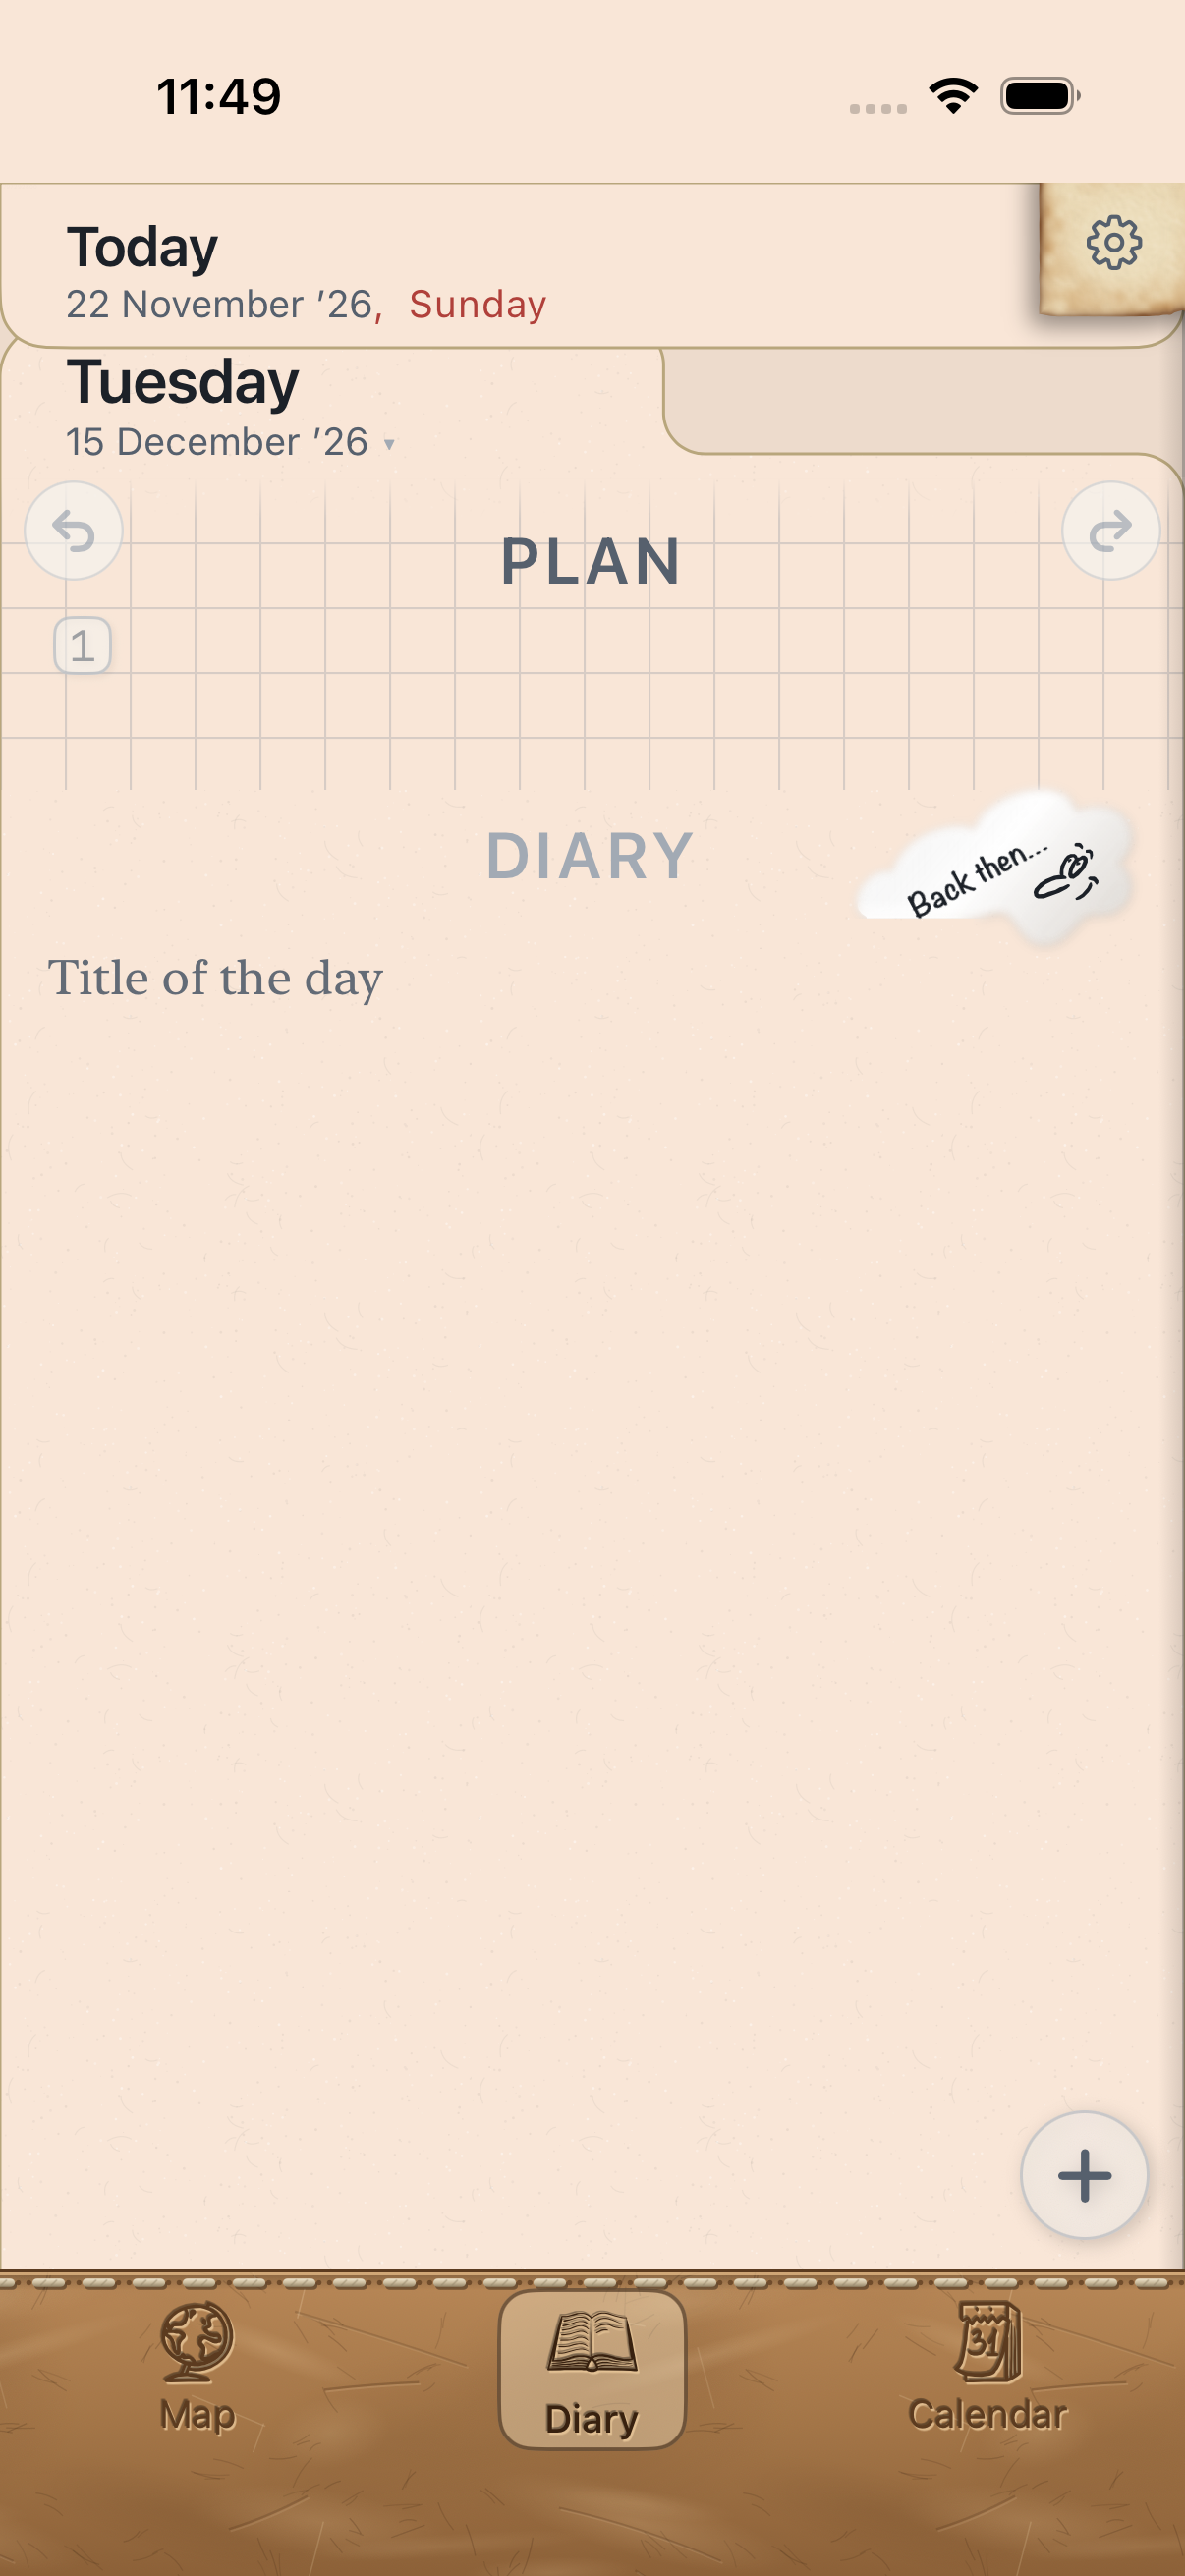 11:49
Today
22 November ’26, Sunday
Tuesday
15 December ’26 ▾
PLAN
1
DIARY
Back then...
Title of the day
31
Map
Diary
Calendar